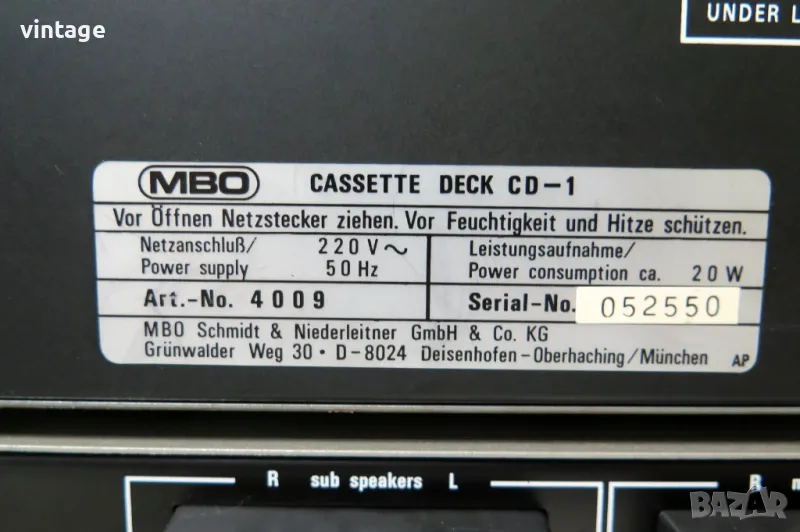 vintage
UNDER L
MBO CASSETTE DECK CD-1
Vor Öffnen Netzstecker ziehen. Vor Feuchtigkeit und Hitze schützen.
Netzanschluß/ 220 V~ Leistungsaufnahme/
Power supply 50 Hz Power consumption ca. 20 W
Art.-No. 4009 Serial-No. 052550
MBO Schmidt & Niederleitner GmbH & Co. KG
Grünwalder Weg 30 · D-8024 Deisenhofen-Oberhaching/München AP
R sub speakers L R m
BAZAR